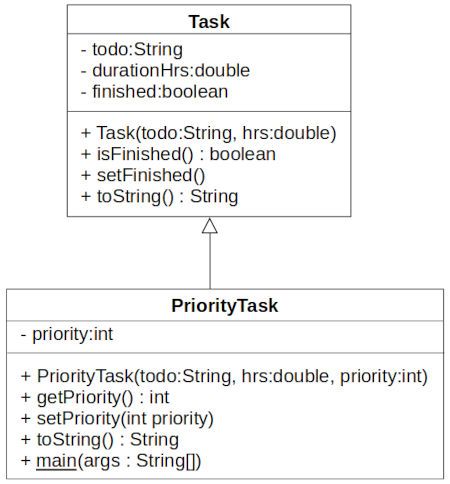 Task
- todo:String
- durationHrs:double
- finished:boolean
+ Task(todo:String, hrs:double)
+ isFinished() : boolean
+ setFinished()
+ toString() : String
PriorityTask
- priority:int
+ PriorityTask(todo:String, hrs:double, priority:int)
+ getPriority() : int
+ setPriority(int priority)
+ toString() : String
+ main(args : String[])